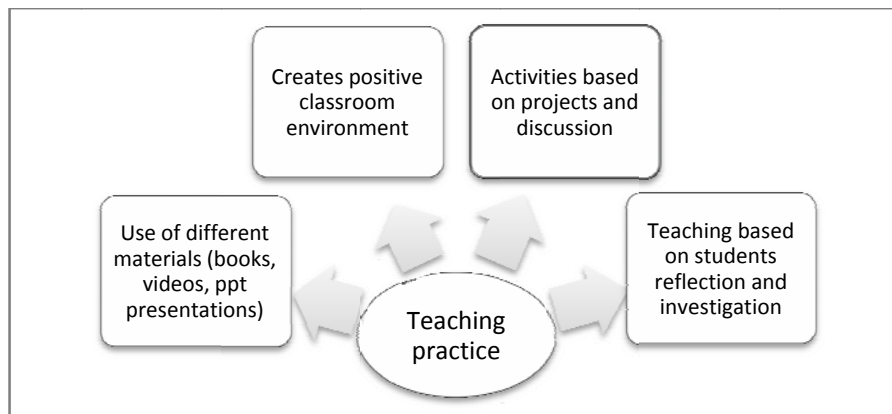 Creates positive
classroom
environment
Activities based
on projects and
discussion
Use of different
materials (books,
videos, ppt
presentations)
Teaching based
on students
reflection and
investigation
Teaching
practice